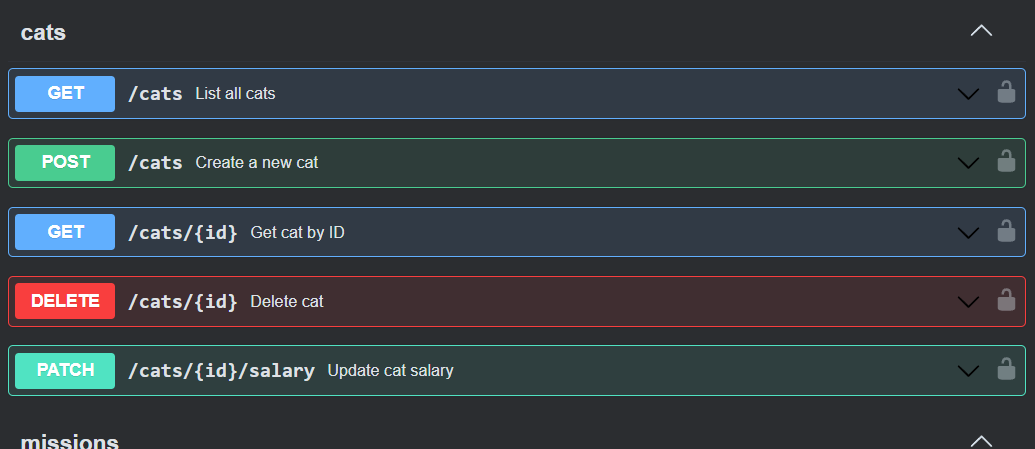 cats
GET /cats List all cats
POST /cats Create a new cat
GET /cats/{id} Get cat by ID
DELETE /cats/{id} Delete cat
PATCH /cats/{id}/salary Update cat salary
missions